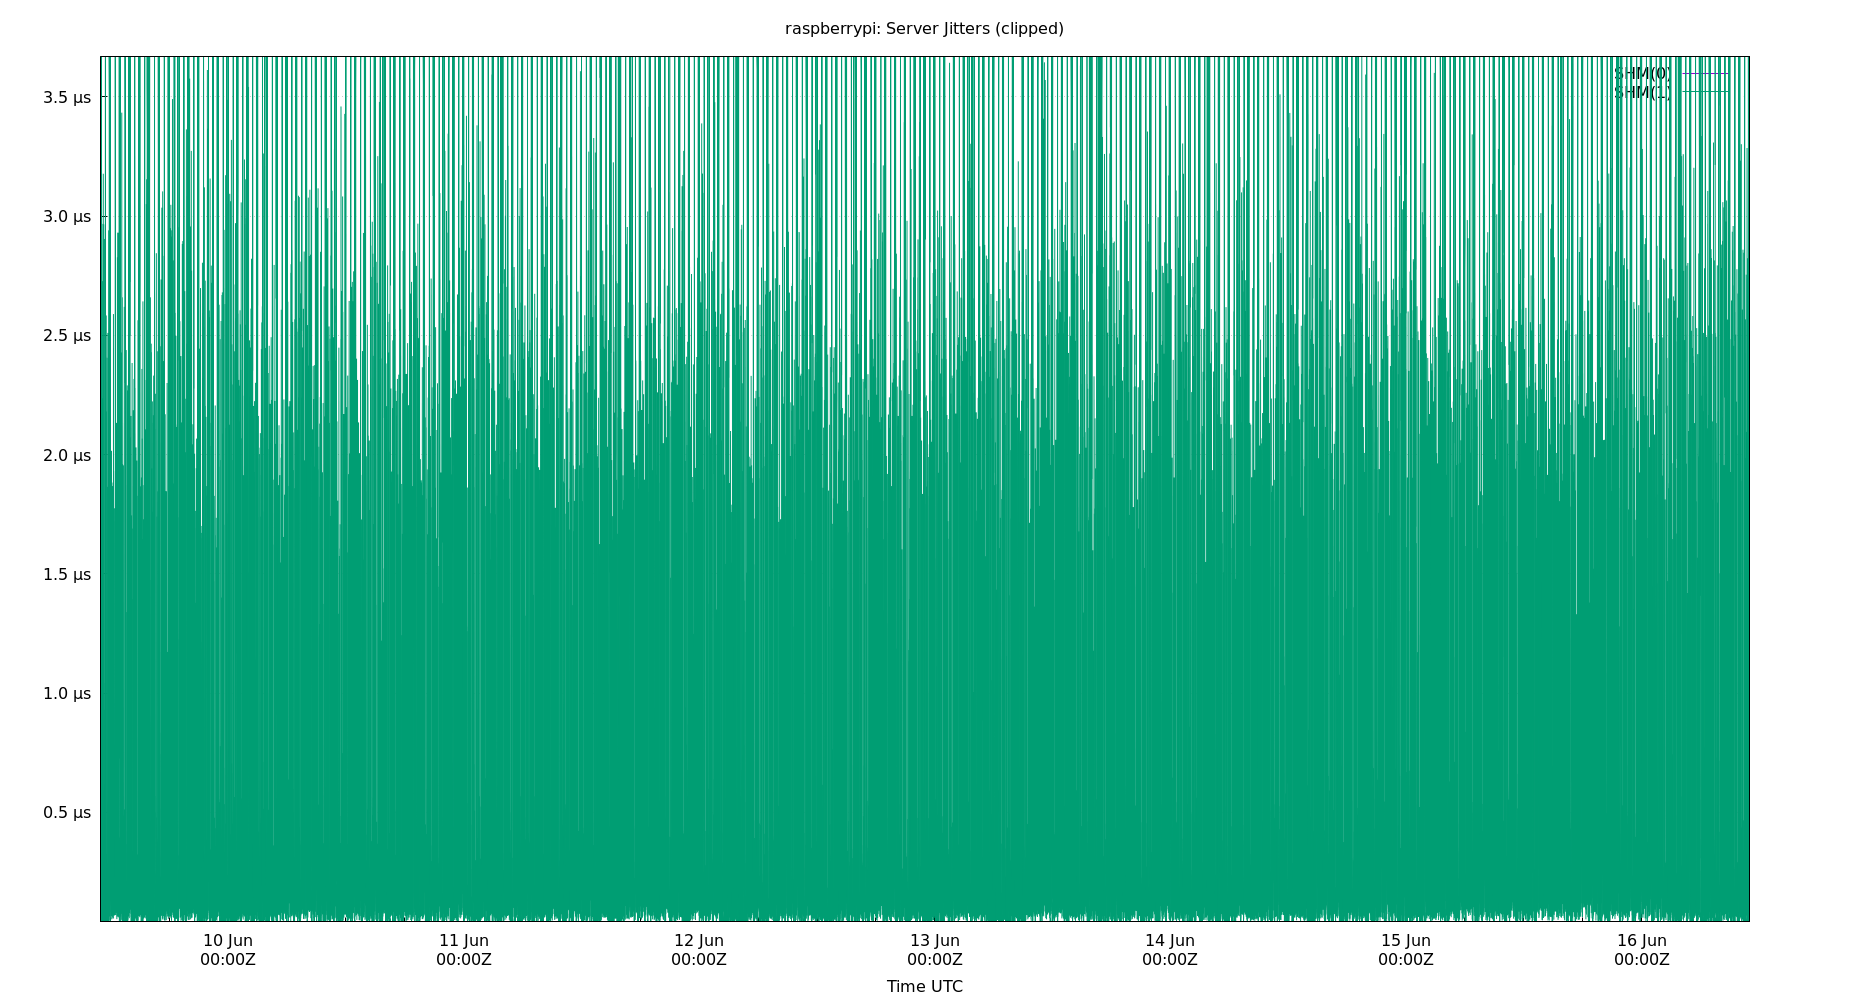 raspberrypi: Server Jitters (clipped)
SHM(0)
SHM(1)
3.5 µs
3.0 µs
2.5 µs
2.0 µs
1.5 µs
1.0 µs
0.5 µs
10 Jun 11 Jun 12 Jun 13 Jun 14 Jun 15 Jun 16 Jun
00:00Z 00:00Z 00:00Z 00:00Z 00:00Z 00:00Z 00:00Z
Time UTC